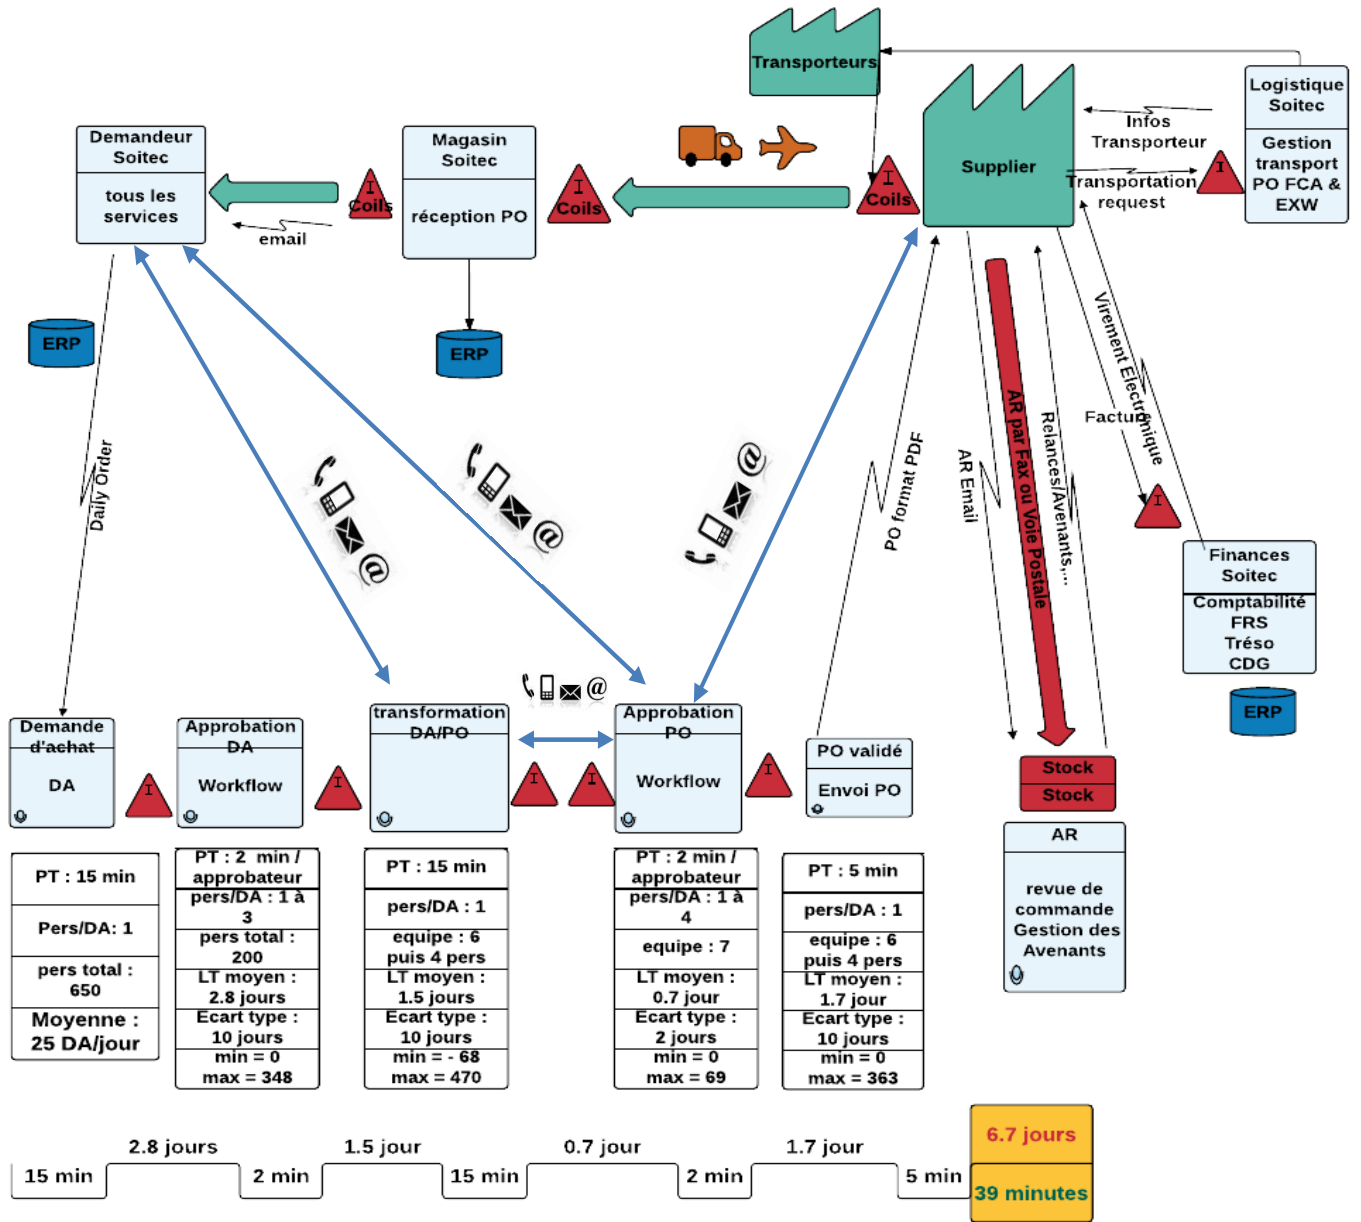 Transporteurs
Logistique
Soitec
Gestion
transport
PO FCA &
EXW
Infos
Transporteur
Transportation
request
Supplier
Demandeur
Soitec
tous les
services
Magasin
Soitec
réception PO
I
Coils
I
Coils
I
Coils
I
email
ERP
ERP
Daily Order
@
@
@
PO format PDF
AR Email
AR par Fax ou Voie Postale
Relances/Avenants,...
Virement Electronique
Facture
I
Finances
Soitec
Comptabilité
FRS
Tréso
CDG
ERP
@
Demande
d'achat
DA
I
Approbation
DA
Workflow
I
transformation
DA/PO
I
I
Approbation
PO
Workflow
I
PO validé
Envoi PO
Stock
Stock
AR
revue de
commande
Gestion des
Avenants
PT : 15 min
Pers/DA: 1
pers total :
650
Moyenne :
25 DA/jour
PT : 2 min /
approbateur
pers/DA : 1 à
3
pers total :
200
LT moyen :
2.8 jours
Ecart type :
10 jours
min = 0
max = 348
PT : 15 min
pers/DA : 1
equipe : 6
puis 4 pers
LT moyen :
1.5 jours
Ecart type :
10 jours
min = - 68
max = 470
PT : 2 min /
approbateur
pers/DA : 1 à
4
equipe : 7
LT moyen :
0.7 jour
Ecart type :
2 jours
min = 0
max = 69
PT : 5 min
pers/DA : 1
equipe : 6
puis 4 pers
LT moyen :
1.7 jour
Ecart type :
10 jours
min = 0
max = 363
15 min
2.8 jours
2 min
1.5 jour
15 min
0.7 jour
2 min
1.7 jour
5 min
6.7 jours
39 minutes